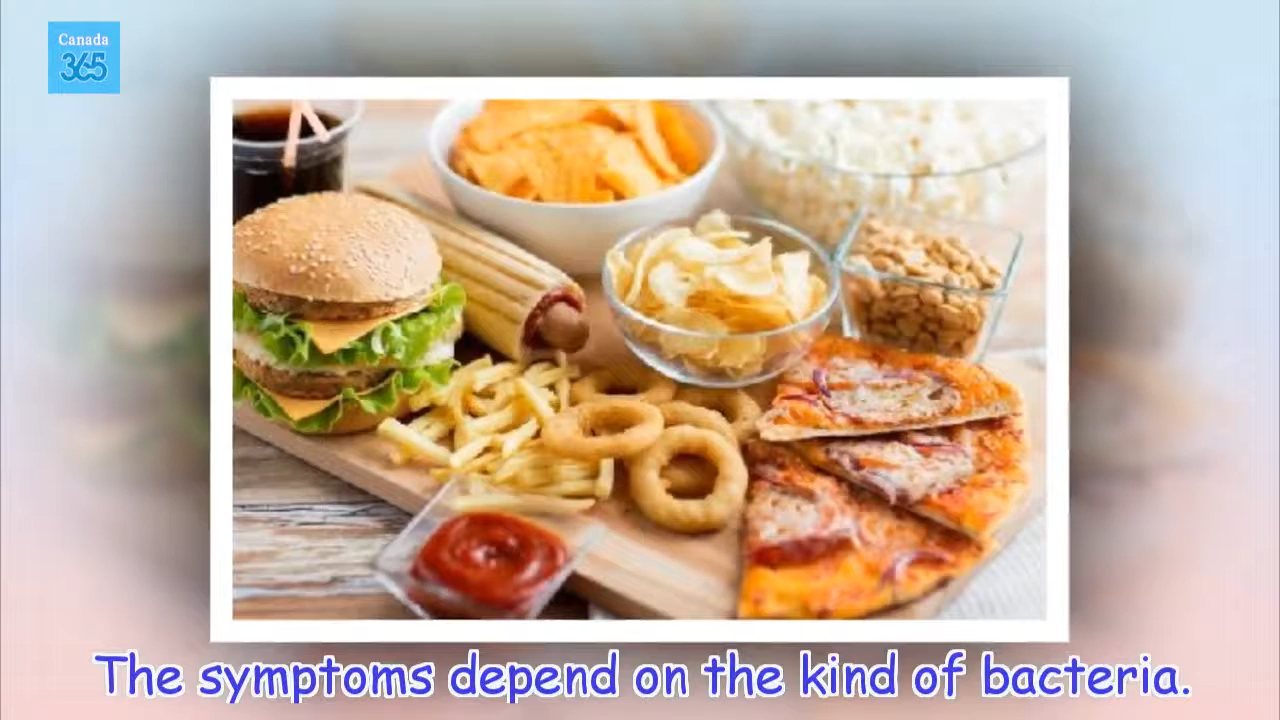 Canada
365
The symptoms depend on the kind of bacteria.